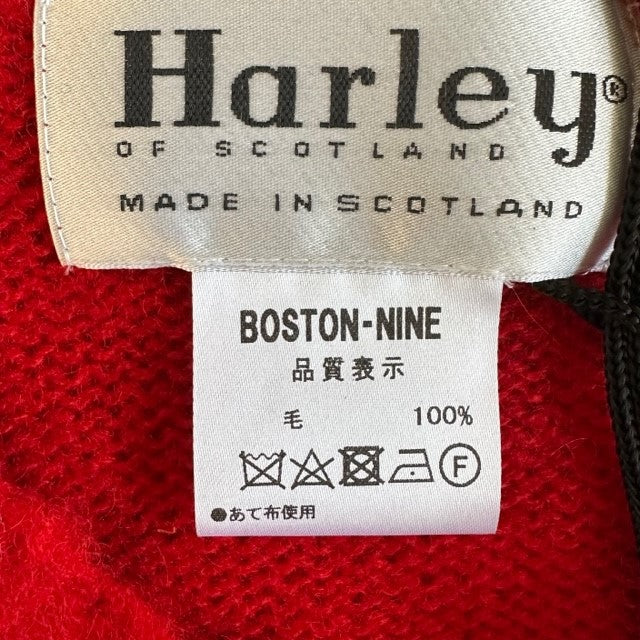 Harley®
OF SCOTLAND
MADE IN SCOTLAND
BOSTON-NINE
品質表示
毛 100%
F
●あて布使用